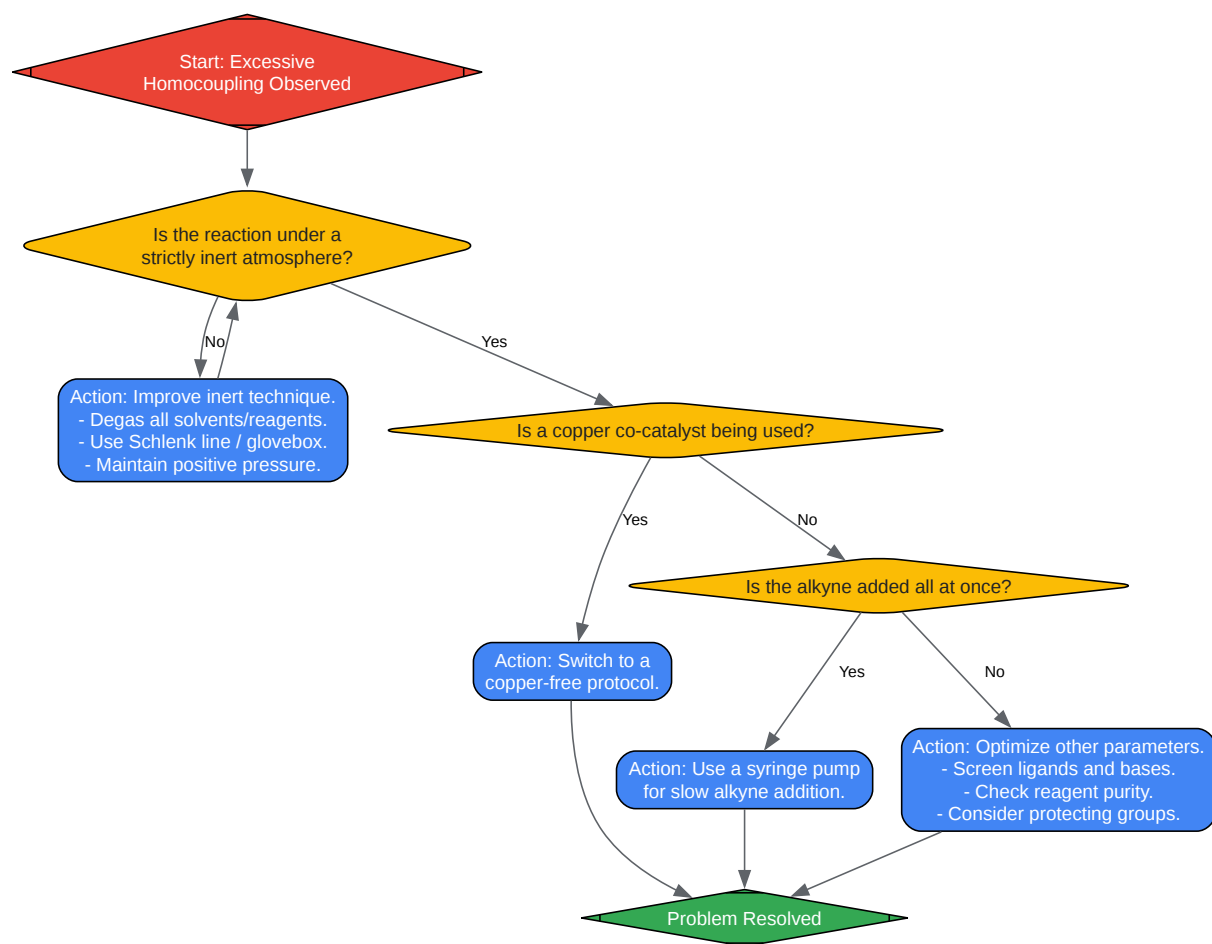 Start: Excessive
Homocoupling Observed
Is the reaction under a
strictly inert atmosphere?
No
Yes
Action: Improve inert technique.
- Degas all solvents/reagents.
- Use Schlenk line / glovebox.
- Maintain positive pressure.
Is a copper co-catalyst being used?
Yes
No
Is the alkyne added all at once?
Action: Switch to a
copper-free protocol.
Yes
No
Action: Use a syringe pump
for slow alkyne addition.
Action: Optimize other parameters.
- Screen ligands and bases.
- Check reagent purity.
- Consider protecting groups.
Problem Resolved